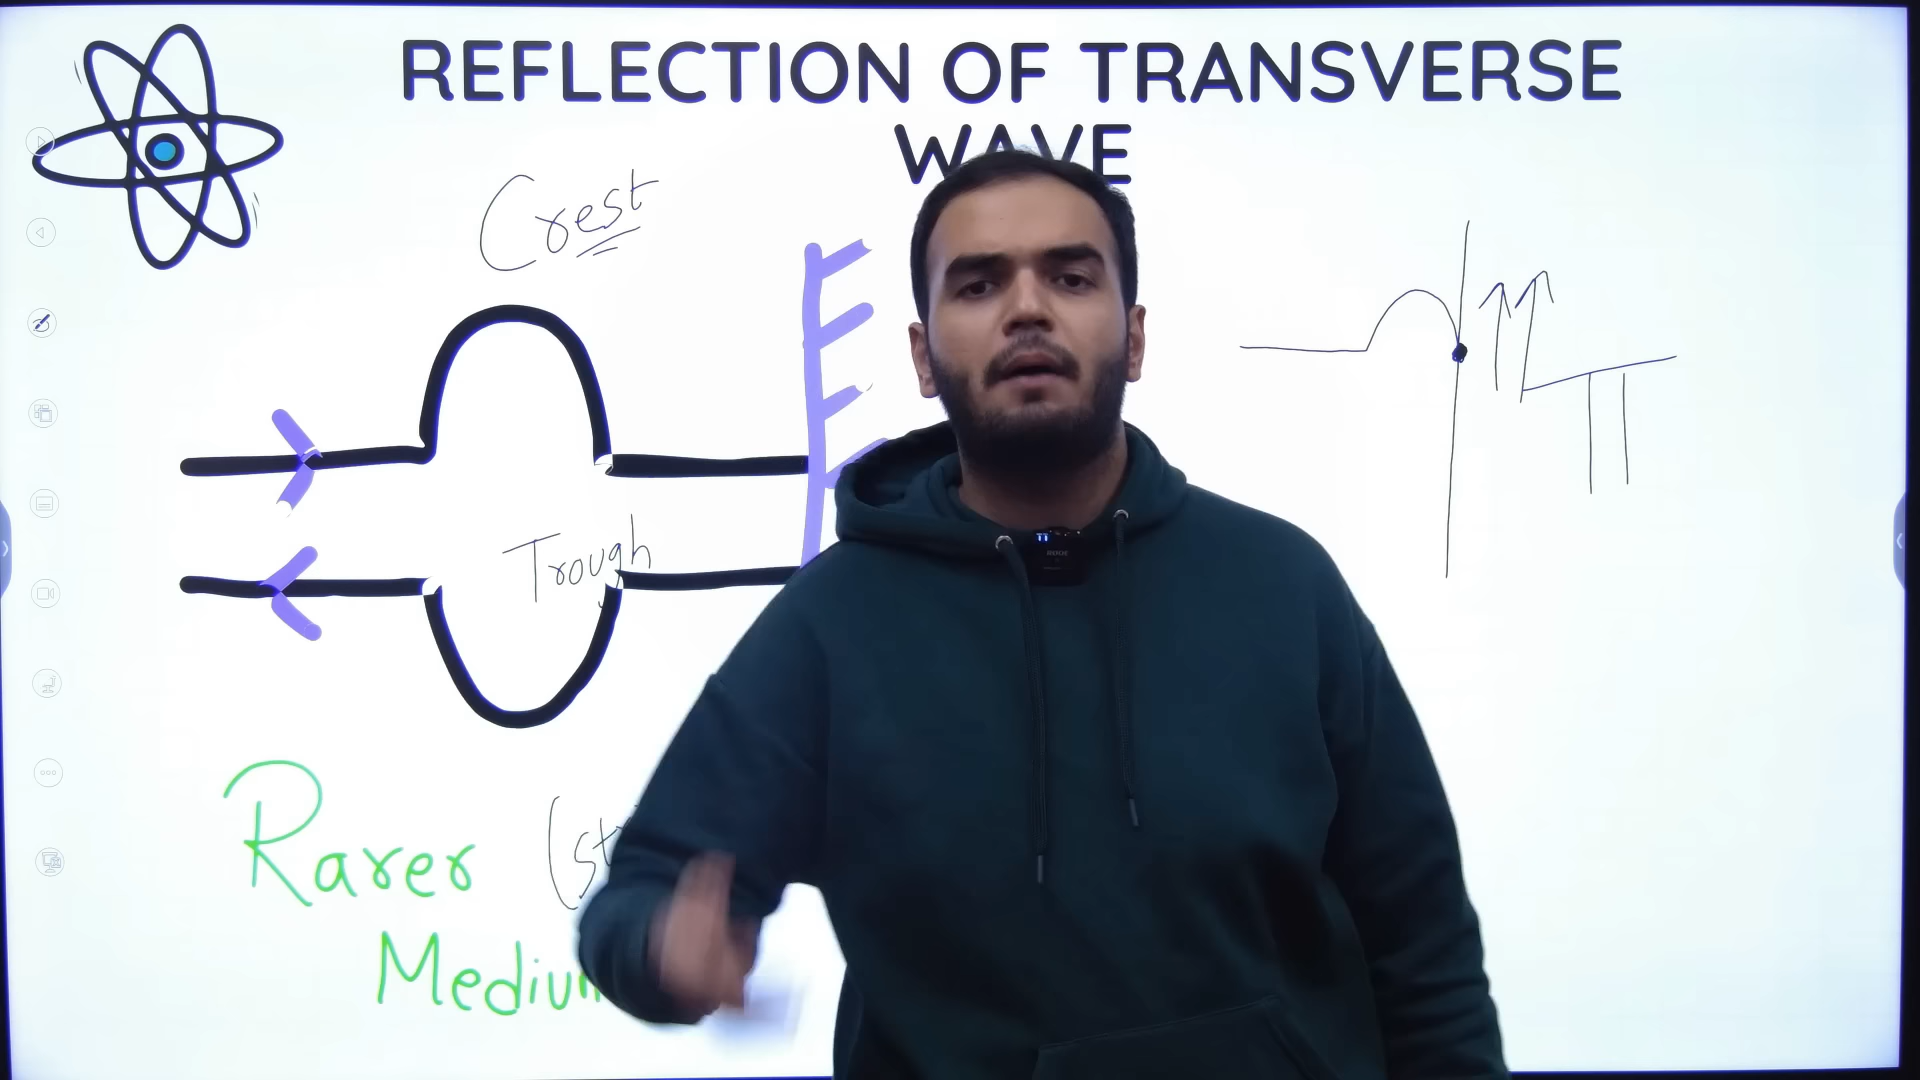 REFLECTION OF TRANSVERSE
WAVE
Crest
Trough
Rarer
Medium